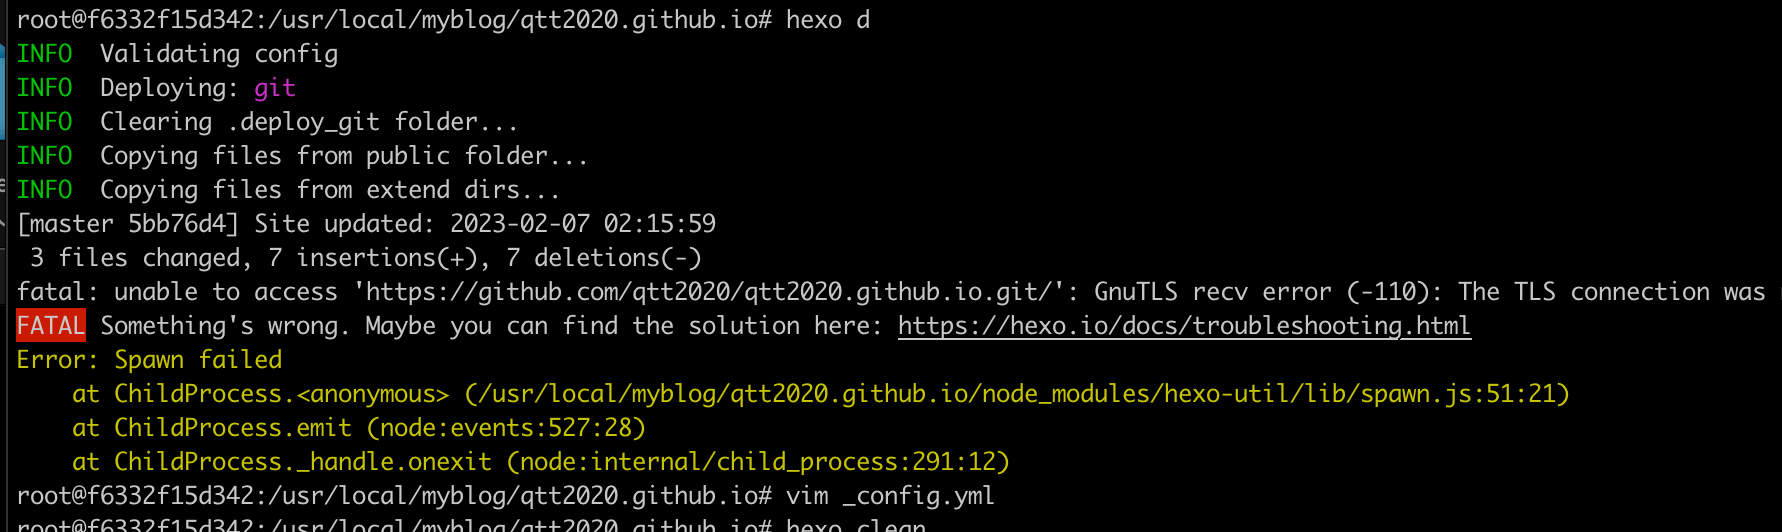 root@f6332f15d342:/usr/local/myblog/qtt2020.github.io# hexo d
INFO  Validating config
INFO  Deploying: git
INFO  Clearing .deploy_git folder...
INFO  Copying files from public folder...
INFO  Copying files from extend dirs...
[master 5bb76d4] Site updated: 2023-02-07 02:15:59
 3 files changed, 7 insertions(+), 7 deletions(-)
fatal: unable to access 'https://github.com/qtt2020/qtt2020.github.io.git/': GnuTLS recv error (-110): The TLS connection was
FATAL Something's wrong. Maybe you can find the solution here: https://hexo.io/docs/troubleshooting.html
Error: Spawn failed
    at ChildProcess.<anonymous> (/usr/local/myblog/qtt2020.github.io/node_modules/hexo-util/lib/spawn.js:51:21)
    at ChildProcess.emit (node:events:527:28)
    at ChildProcess._handle.onexit (node:internal/child_process:291:12)
root@f6332f15d342:/usr/local/myblog/qtt2020.github.io# vim _config.yml
root@f6332f15d342:/usr/local/myblog/qtt2020.github.io# hexo clean